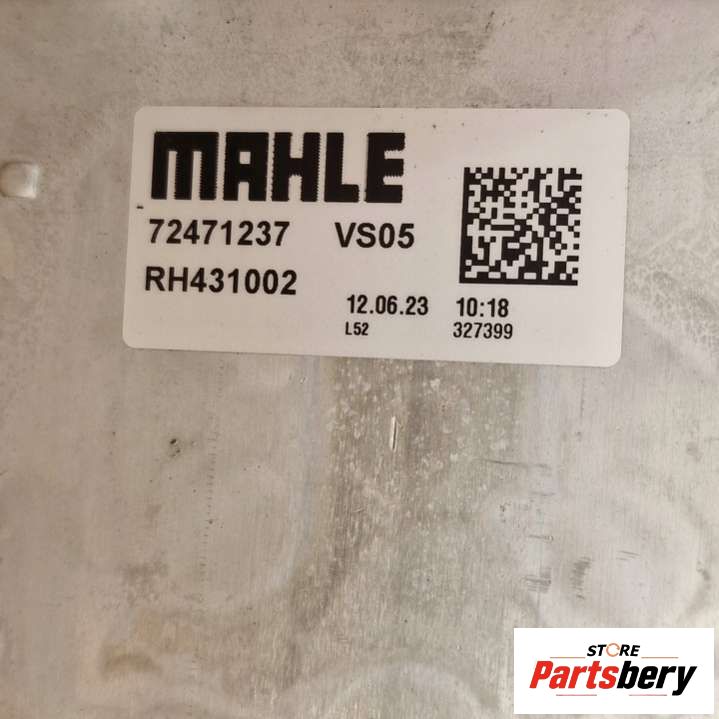 MAHLE
72471237 VS05
RH431002
12.06.23 10:18
L52 327399
STORE
Partsbery